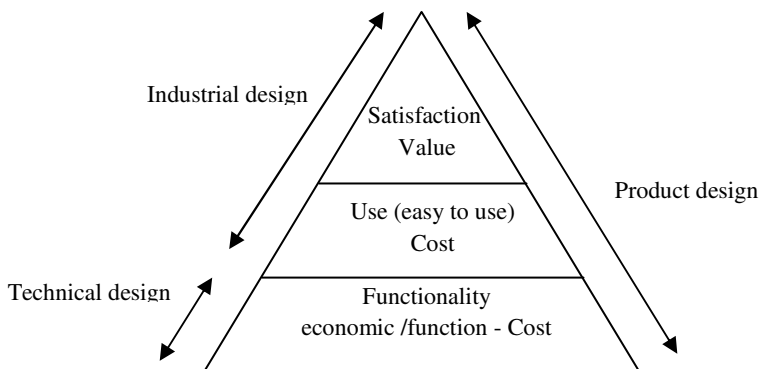 Industrial design
Satisfaction
Value
Product design
Use (easy to use)
Cost
Technical design
Functionality
economic /function - Cost